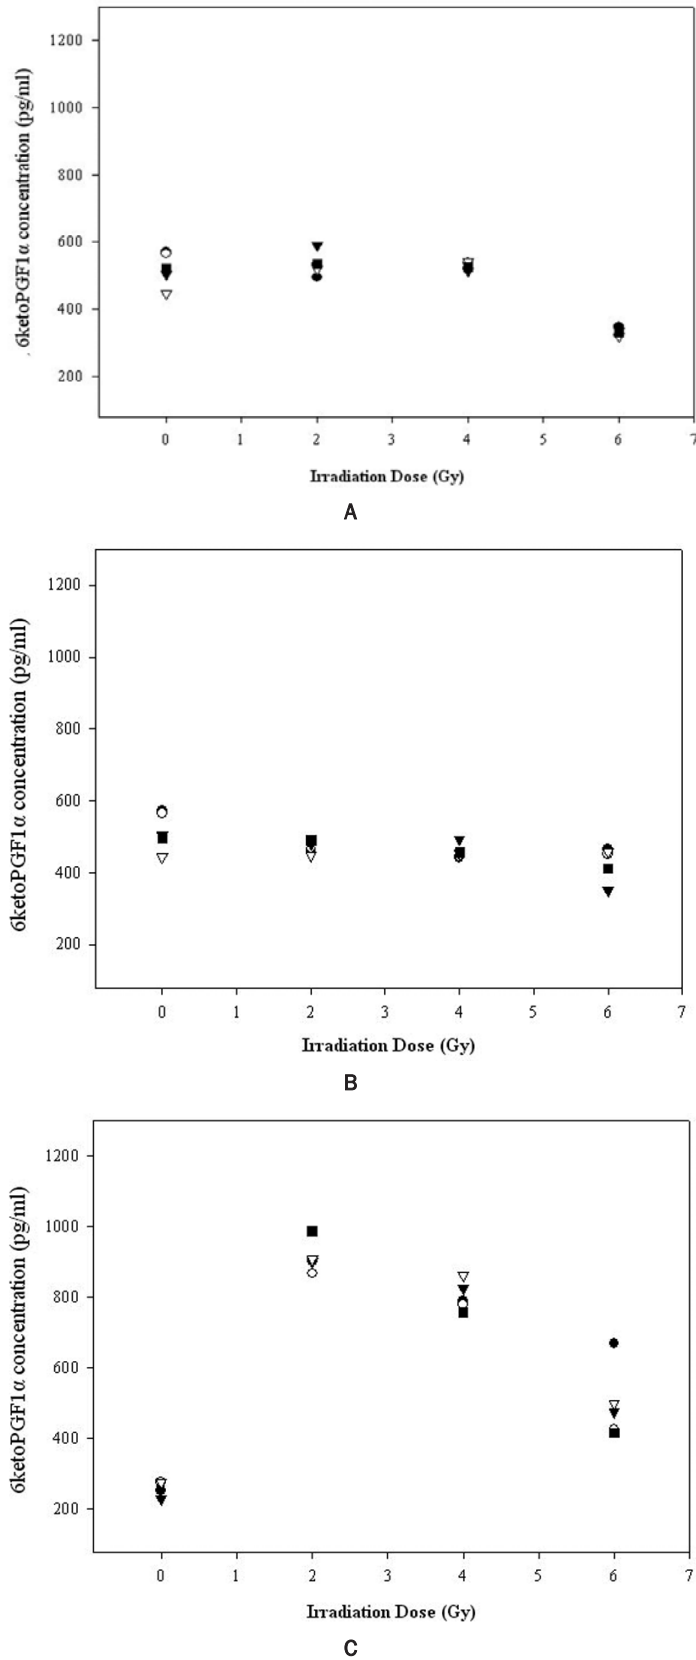 1200
1000
800
600
400
200
. 6ketoPGF1α concentration (pg/ml)
0 1 2 3 4 5 6 7
Irradiation Dose (Gy)
A
1200
1000
800
600
400
200
6ketoPGF1α concentration (pg/ml)
0 1 2 3 4 5 6 7
Irradiation Dose (Gy)
B
1200
1000
800
600
400
200
6ketoPGF1α concentration (pg/ml)
0 1 2 3 4 5 6 7
Irradiation Dose (Gy)
C